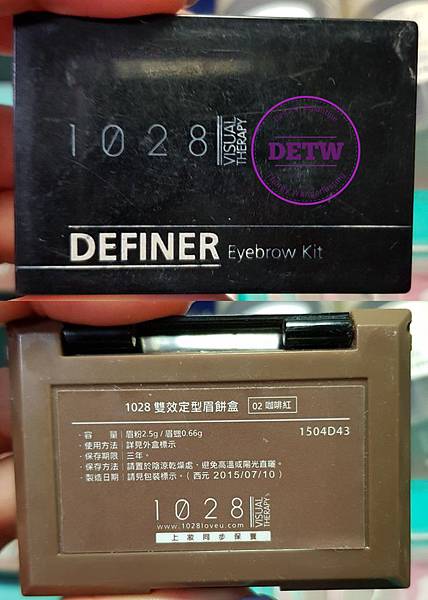 1028 VISUAL THERAPY
DETW
DEFINER Eyebrow Kit
1028 雙效定型眉餅盒 02 咖啡紅
·容 量｜眉粉2.5g / 眉蠟0.66g 1504D43
·使用方法｜詳見外盒標示。
·保存期限｜三年。
·保存方法｜請置於陰涼乾燥處，避免高溫或陽光直曬。
·製造日期｜請見包裝標示。(西元 2015/07/10)
1028 VISUAL THERAPY
www.1028loveu.com
上妝同步保養